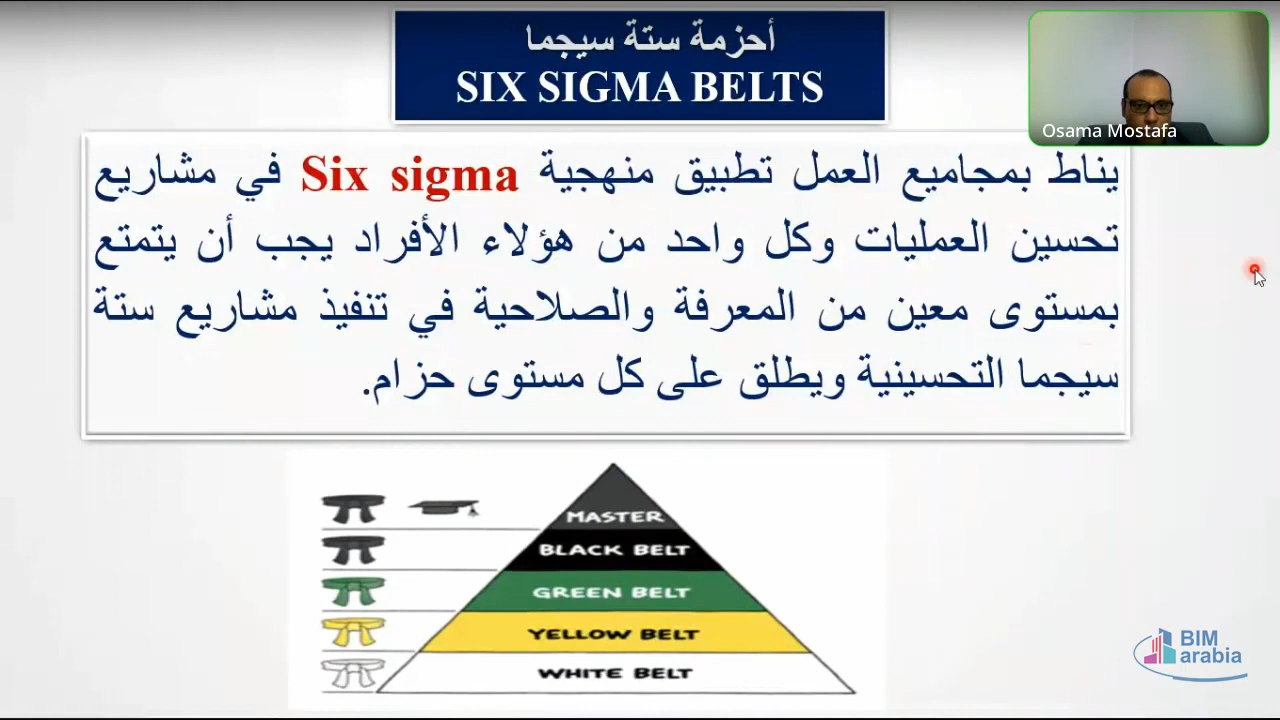 أحزمة ستة سيجما
SIX SIGMA BELTS
Osama Mostafa
يناط بمجاميع العمل تطبيق منهجية Six sigma في مشاريع
تحسين العمليات وكل واحد من هؤلاء الأفراد يجب أن يتمتع
بمستوى معين من المعرفة والصلاحية في تنفيذ مشاريع ستة
سيجما التحسينية ويطلق على كل مستوى حزام.
MASTER
BLACK BELT
GREEN BELT
YELLOW BELT
WHITE BELT
BIM
arabia